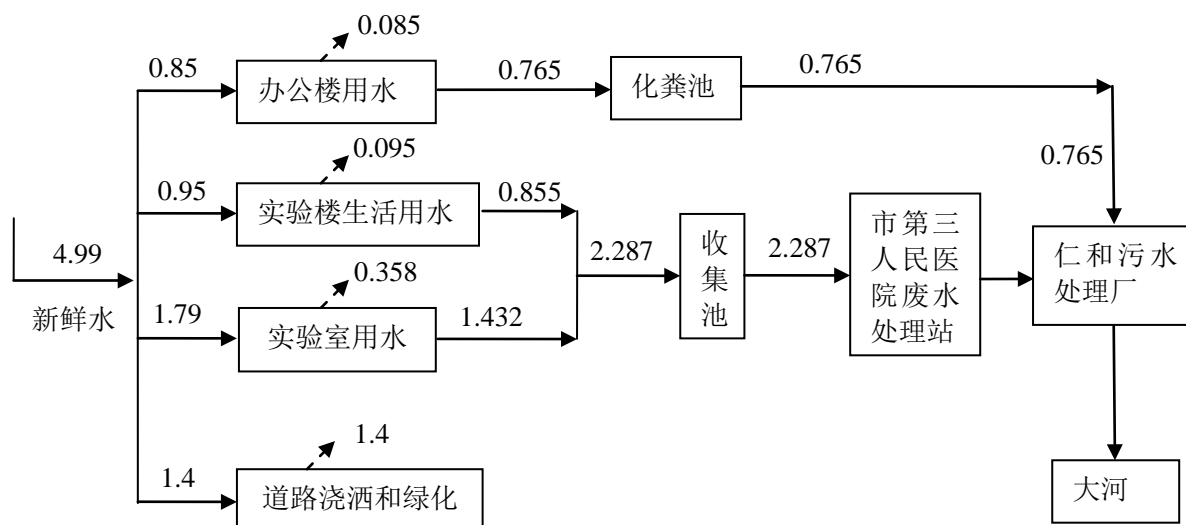 0.085
0.85
办公楼用水
0.765
化粪池
0.765
0.765
0.095
0.95
实验楼生活用水
0.855
4.99
新鲜水
2.287
收
集
池
2.287
市第三
人民医
院废水
处理站
仁和污水
处理厂
0.358
1.79
实验室用水
1.432
1.4
1.4
道路浇洒和绿化
大河